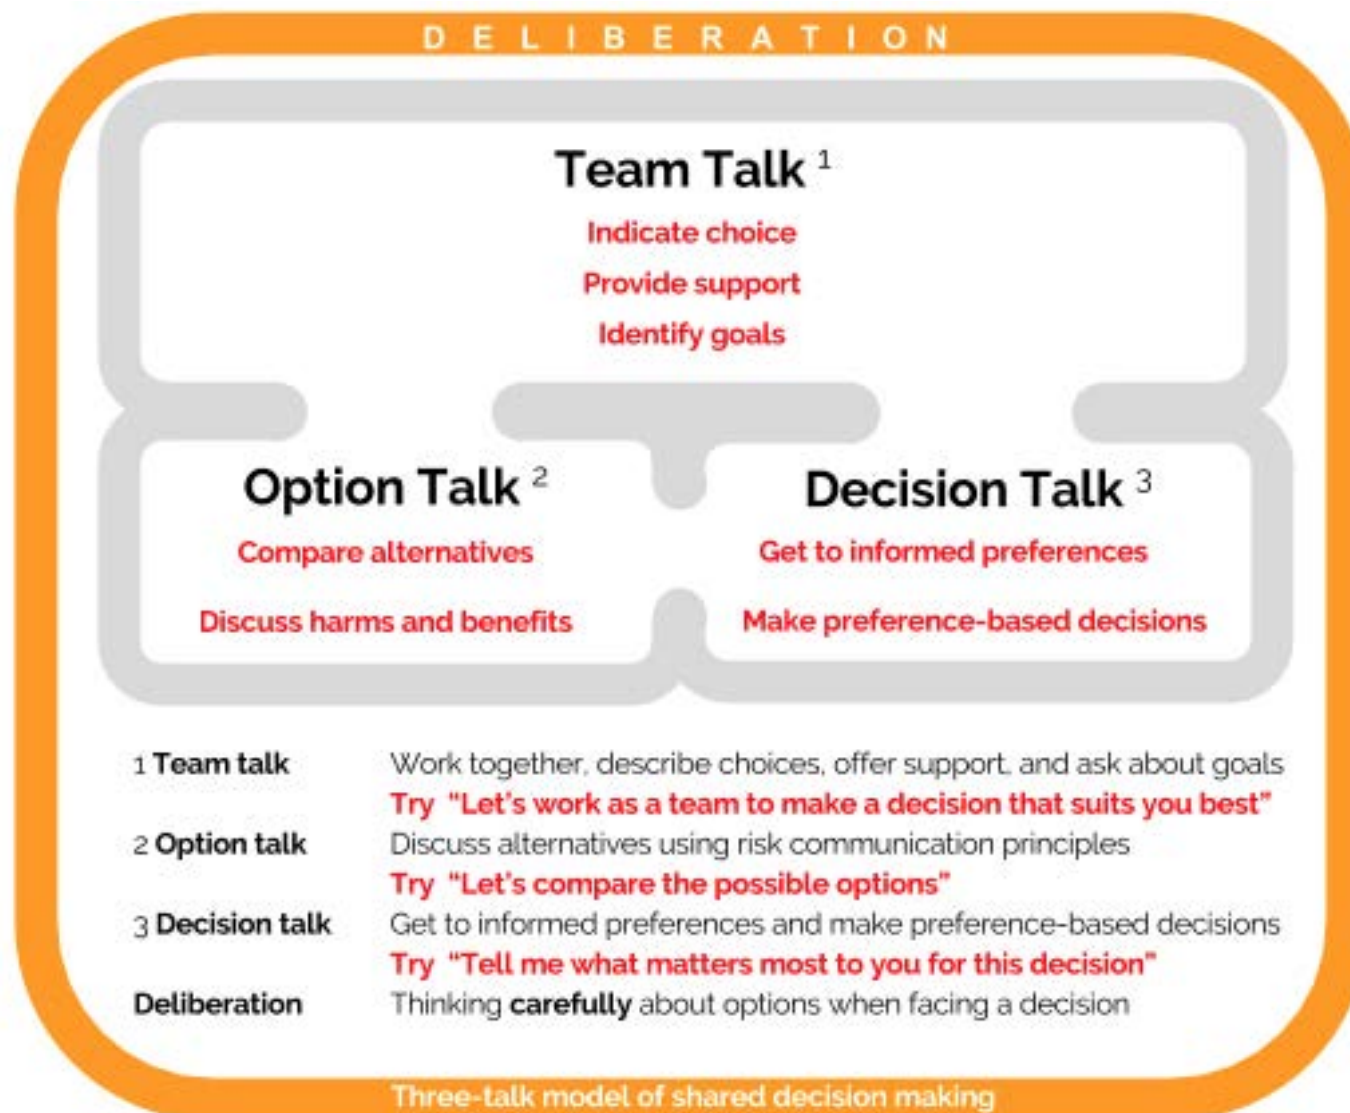 DELIBERATION
Team Talk 1
Indicate choice
Provide support
Identify goals
Option Talk 2
Compare alternatives
Discuss harms and benefits
Decision Talk 3
Get to informed preferences
Make preference-based decisions
1 Team talk Work together, describe choices, offer support, and ask about goals
Try “Let’s work as a team to make a decision that suits you best”
2 Option talk Discuss alternatives using risk communication principles
Try “Let’s compare the possible options”
3 Decision talk Get to informed preferences and make preference-based decisions
Try “Tell me what matters most to you for this decision”
Deliberation Thinking carefully about options when facing a decision
Three-talk model of shared decision making